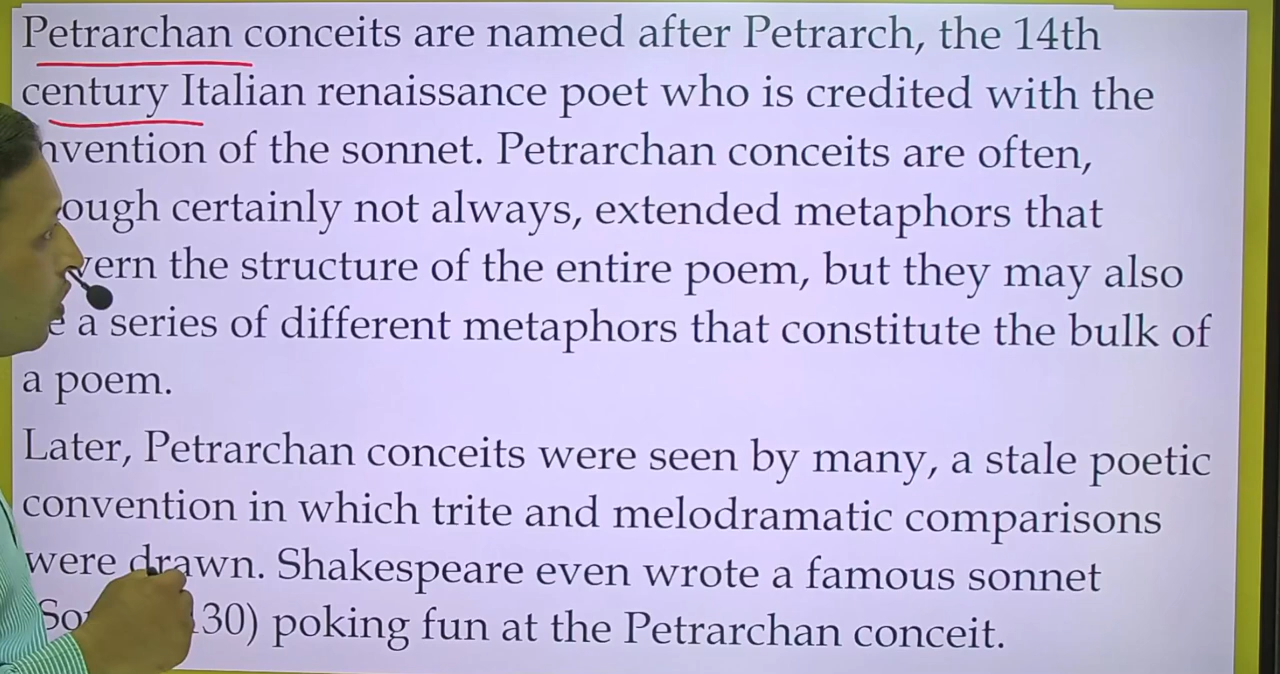 Petrarchan conceits are named after Petrarch, the 14th
century Italian renaissance poet who is credited with the
nvention of the sonnet. Petrarchan conceits are often,
ough certainly not always, extended metaphors that
vern the structure of the entire poem, but they may also
e a series of different metaphors that constitute the bulk of
a poem.
Later, Petrarchan conceits were seen by many, a stale poetic
convention in which trite and melodramatic comparisons
were drawn. Shakespeare even wrote a famous sonnet
So 130) poking fun at the Petrarchan conceit.